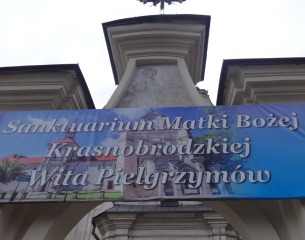 Sanktuarium Matki Bożej
Krasnobrodzkiej
Wita Pielgrzymów